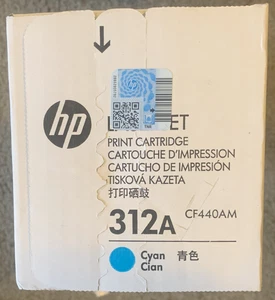 hp
PRINT CARTRIDGE
CARTOUCHE D'IMPRESSION
CARTUCHO DE IMPRESIÓN
TISKOVÁ KAZETA
打印硒鼓
312A CF440AM
Cyan 青色
Cian